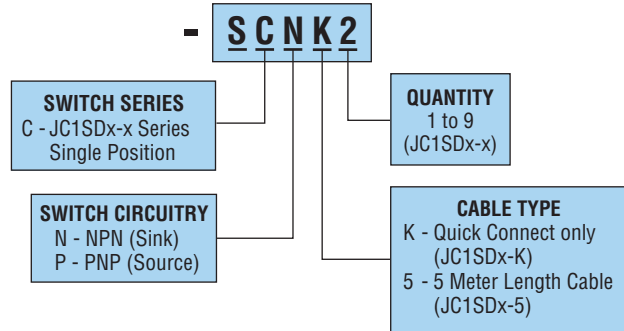 - SCNK2
SWITCH SERIES
C - JC1SDx-x Series
Single Position
QUANTITY
1 to 9
(JC1SDx-x)
SWITCH CIRCUITRY
N - NPN (Sink)
P - PNP (Source)
CABLE TYPE
K - Quick Connect only
(JC1SDx-K)
5 - 5 Meter Length Cable
(JC1SDx-5)